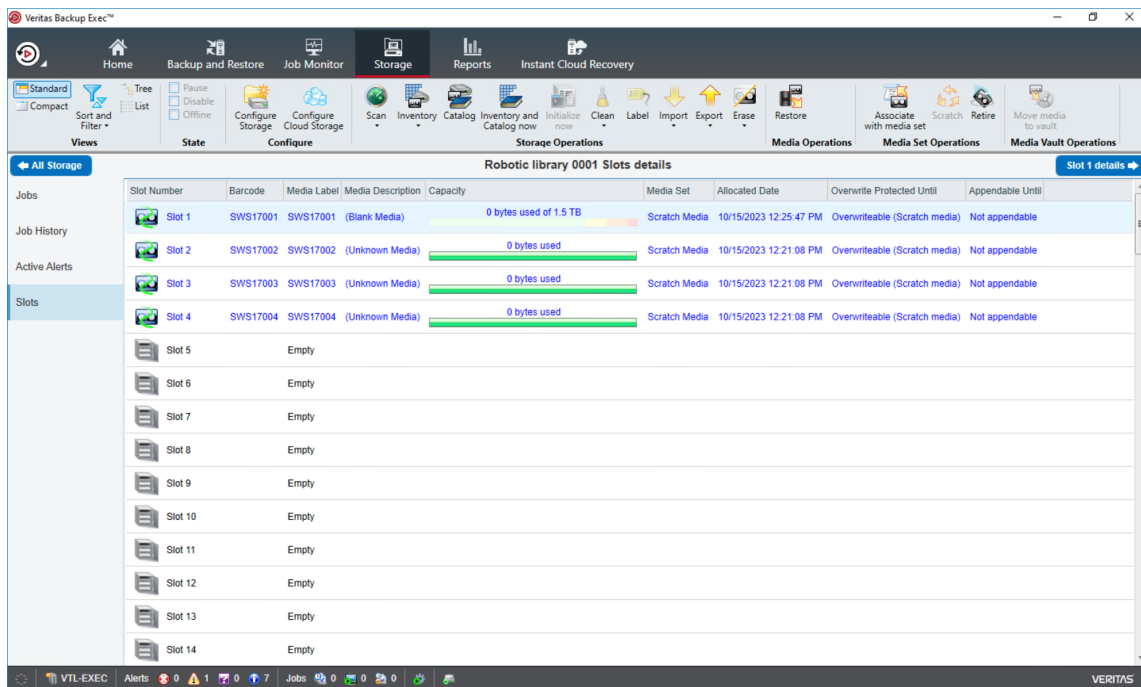 Veritas Backup Exec™
Home Backup and Restore Job Monitor Storage Reports Instant Cloud Recovery
Standard
Compact
Sort and
Filter
Tree
List
Views
Pause
Disable
Offline
State
Configure
Storage
Configure
Cloud Storage
Configure
Scan
Inventory
Catalog
Inventory and
Catalog now
Initialize
now
Clean
Label
Import
Export
Erase
Storage Operations
Restore
Media Operations
Associate
with media set
Scratch
Retire
Media Set Operations
Move media
to vault
Media Vault Operations
All Storage
Robotic library 0001 Slots details
Slot 1 details
Jobs
Job History
Active Alerts
Slots
Slot Number Barcode Media Label Media Description Capacity Media Set Allocated Date Overwrite Protected Until Appendable Until
Slot 1 SWS17001 SWS17001 (Blank Media) 0 bytes used of 1.5 TB Scratch Media 10/15/2023 12:25:47 PM Overwriteable (Scratch media) Not appendable
Slot 2 SWS17002 SWS17002 (Unknown Media) 0 bytes used Scratch Media 10/15/2023 12:21:08 PM Overwriteable (Scratch media) Not appendable
Slot 3 SWS17003 SWS17003 (Unknown Media) 0 bytes used Scratch Media 10/15/2023 12:21:08 PM Overwriteable (Scratch media) Not appendable
Slot 4 SWS17004 SWS17004 (Unknown Media) 0 bytes used Scratch Media 10/15/2023 12:21:08 PM Overwriteable (Scratch media) Not appendable
Slot 5 Empty
Slot 6 Empty
Slot 7 Empty
Slot 8 Empty
Slot 9 Empty
Slot 10 Empty
Slot 11 Empty
Slot 12 Empty
Slot 13 Empty
Slot 14 Empty
VTL-EXEC Alerts 0 1 0 7 Jobs 0 0 0 VERITAS